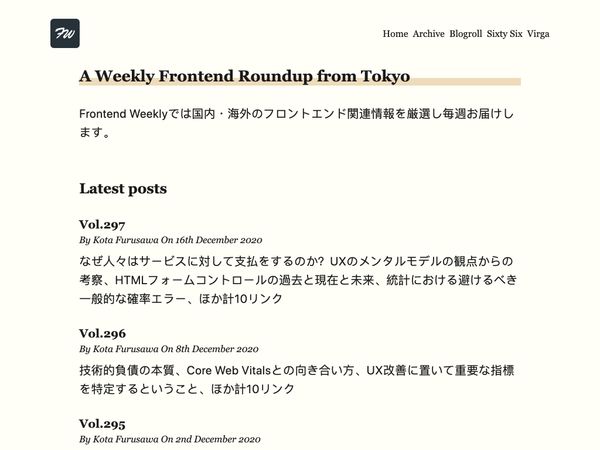 FW
Home Archive Blogroll Sixty Six Virga
A Weekly Frontend Roundup from Tokyo
Frontend Weeklyでは国内・海外のフロントエンド関連情報を厳選し毎週お届けし
ます。
Latest posts
Vol.297
By Kota Furusawa On 16th December 2020
なぜ人々はサービスに対して支払をするのか？UXのメンタルモデルの観点からの
考察、HTMLフォームコントロールの過去と現在と未来、統計における避けるべき
一般的な確率エラー、ほか計10リンク
Vol.296
By Kota Furusawa On 8th December 2020
技術的負債の本質、Core Web Vitalsとの向き合い方、UX改善に置いて重要な指標
を特定するということ、ほか計10リンク
Vol.295
By Kota Furusawa On 2nd December 2020